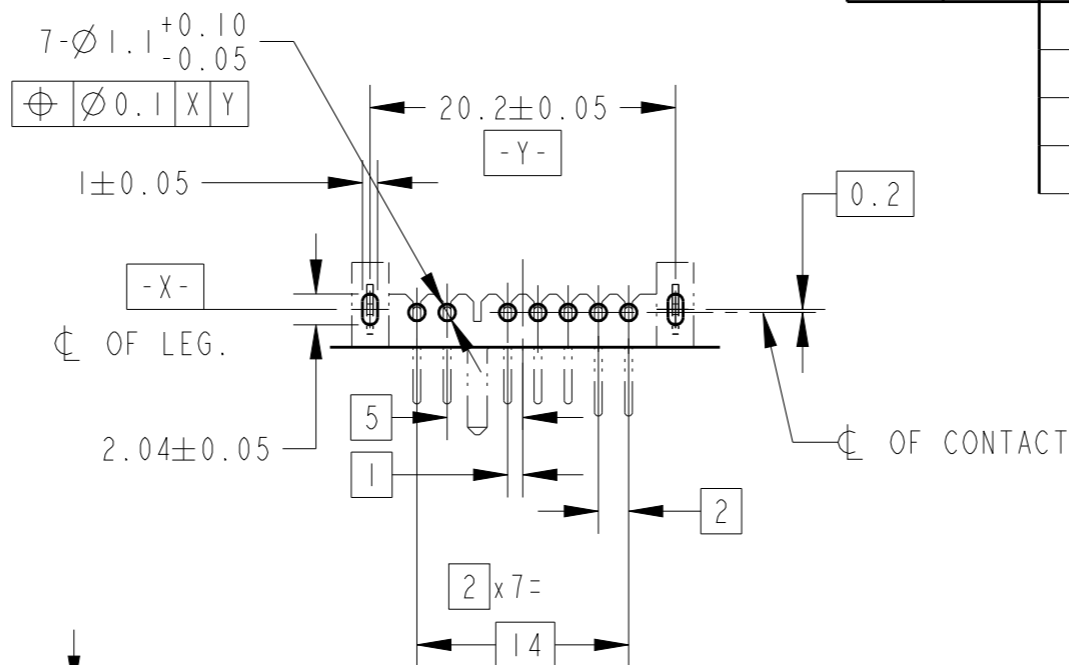 7-Ø1.1 +0.10
-0.05
⌖ Ø0.1 X Y
20.2±0.05
-Y-
1±0.05
0.2
-X-
℄ OF LEG.
5
2.04±0.05
℄ OF CONTACT
1
2
2 x7=
14